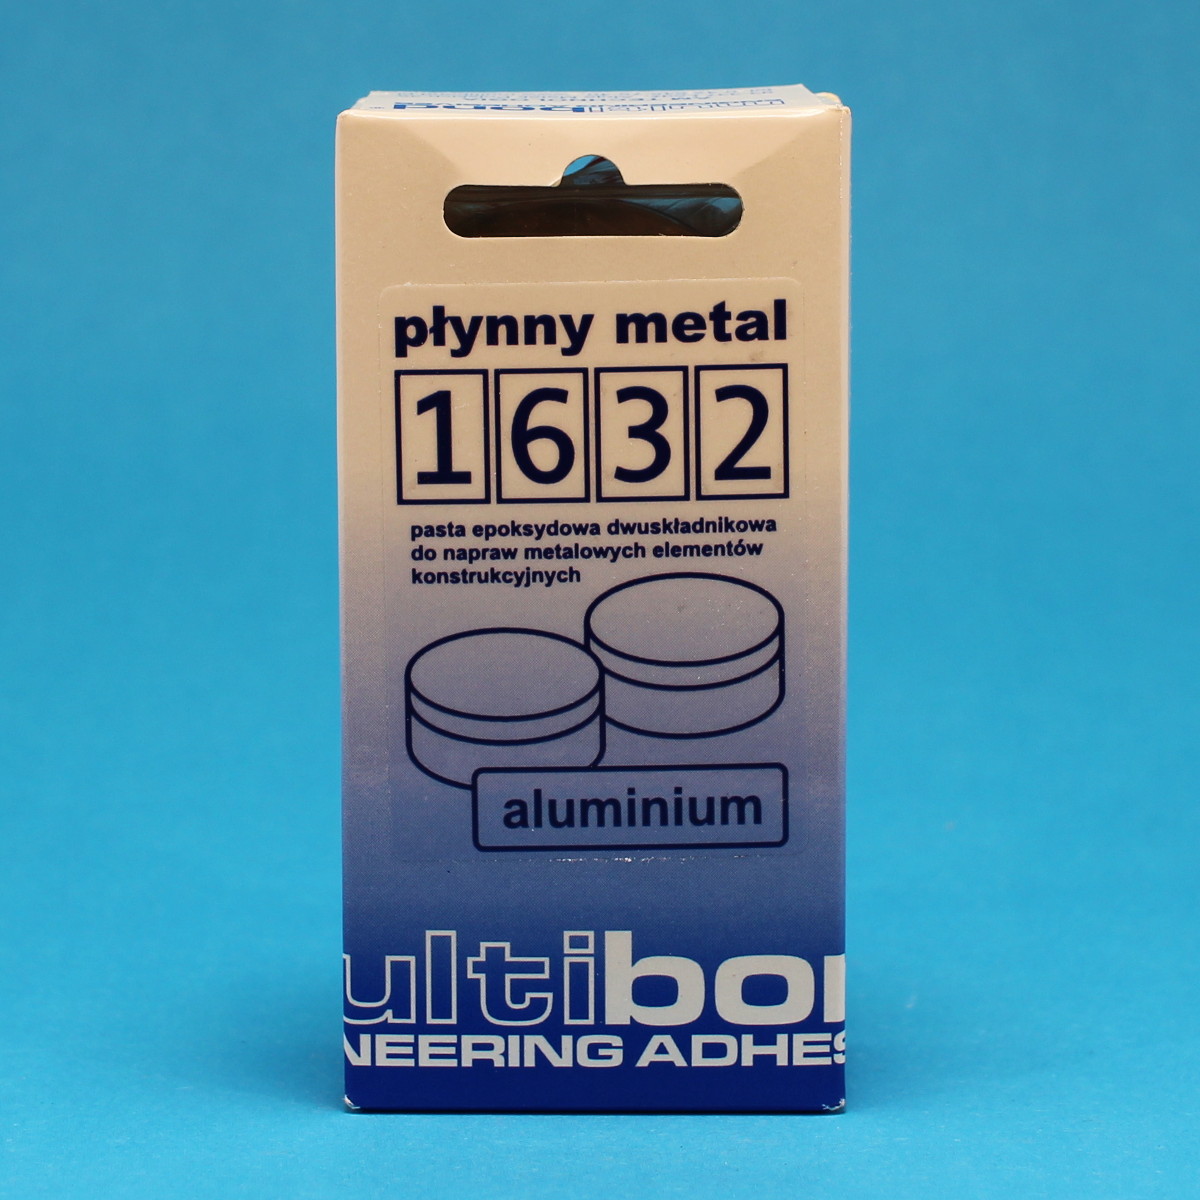 płynny metal
1632
pasta epoksydowa dwuskładnikowa
do napraw metalowych elementów
konstrukcyjnych
aluminium
ultibon
NEERING ADHES